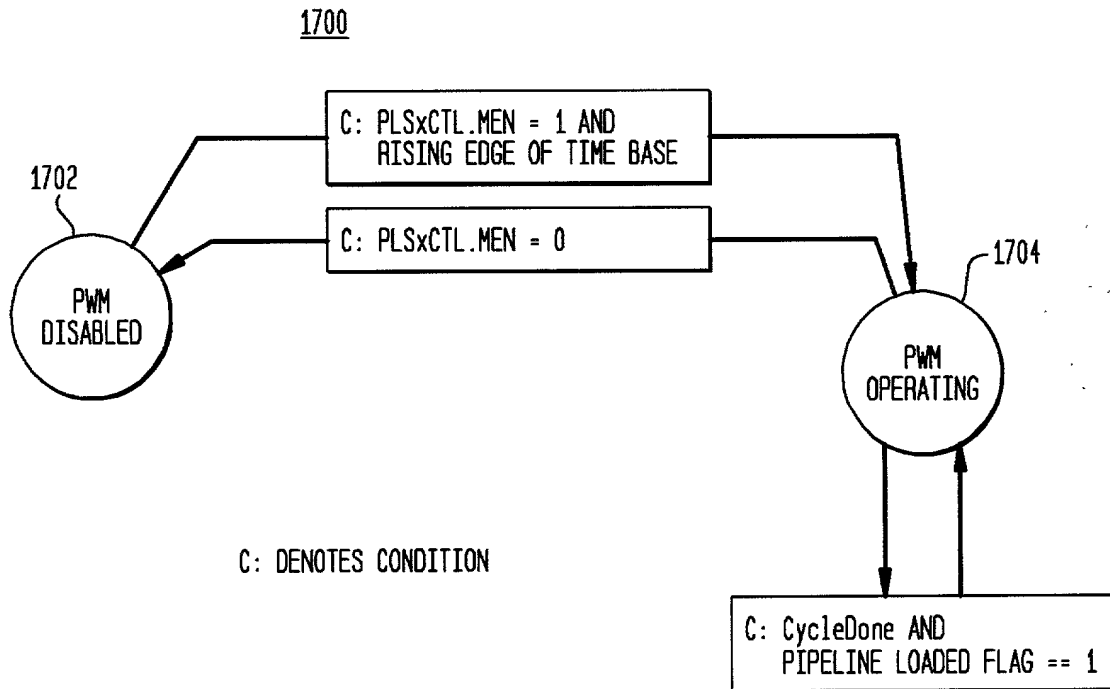 1700
C: PLSxCTL.MEN = 1 AND
RISING EDGE OF TIME BASE
1702
C: PLSxCTL.MEN = 0
1704
PWM
DISABLED
PWM
OPERATING
C: DENOTES CONDITION
C: CycleDone AND
PIPELINE LOADED FLAG == 1